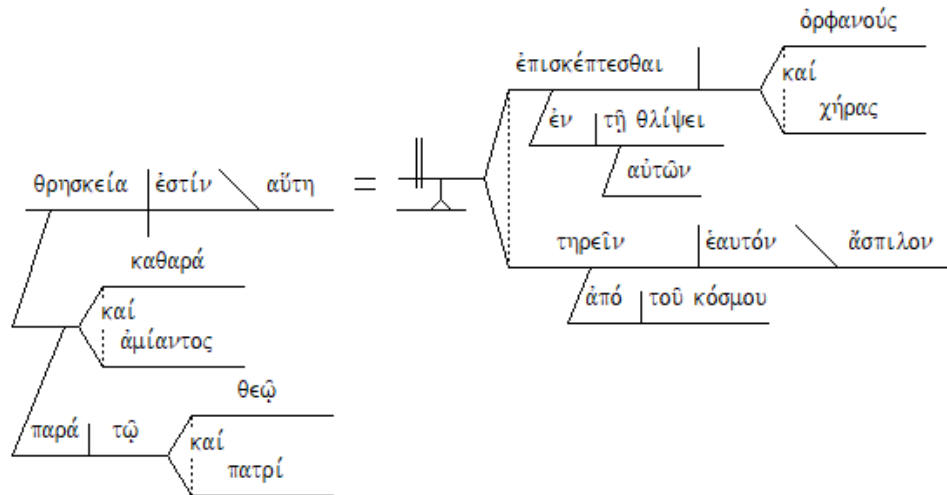 ὀρφανούς
ἐπισκέπτεσθαι
καί
χήρας
ἐν τῇ θλίψει
αὐτῶν
θρησκεία ἐστίν αὕτη =
τηρεῖν ἑαυτόν ἄσπιλον
καθαρά
ἀπό τοῦ κόσμου
καί
ἀμίαντος
θεῷ
παρά τῷ καί
πατρί